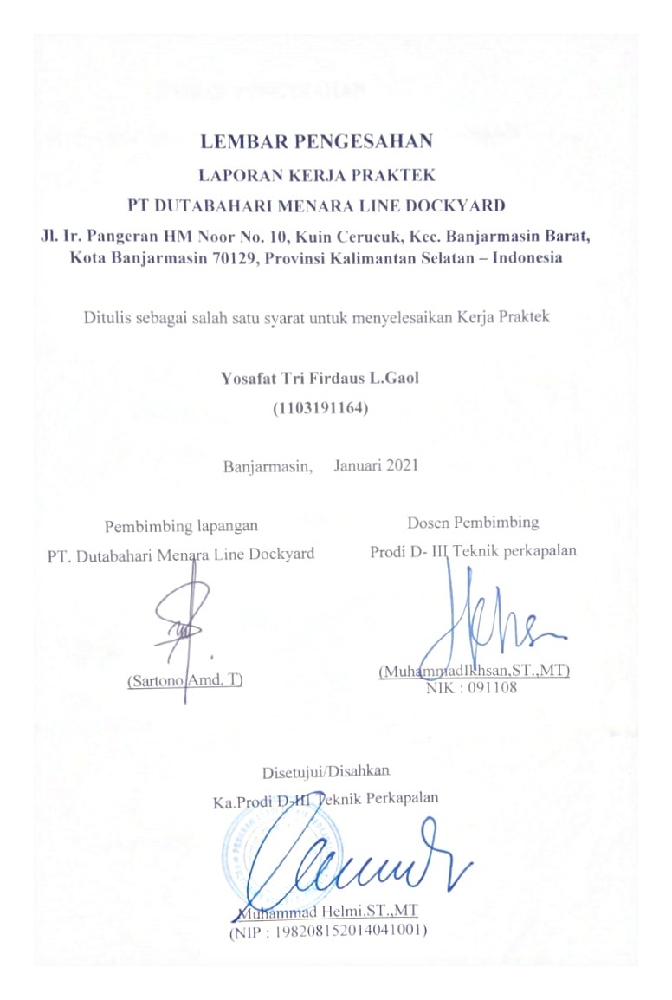 LEMBAR PENGESAHAN
LAPORAN KERJA PRAKTEK
PT DUTABAHARI MENARA LINE DOCKYARD
Jl. Ir. Pangeran HM Noor No. 10, Kuin Cerucuk, Kec. Banjarmasin Barat,
Kota Banjarmasin 70129, Provinsi Kalimantan Selatan – Indonesia
Ditulis sebagai salah satu syarat untuk menyelesaikan Kerja Praktek
Yosafat Tri Firdaus L.Gaol
(1103191164)
Banjarmasin, Januari 2021
Pembimbing lapangan
PT. Dutabahari Menara Line Dockyard
(Sartono Amd. T)
Dosen Pembimbing
Prodi D- III Teknik perkapalan
(MuhammadIkhsan,ST.,MT)
NIK : 091108
Disetujui/Disahkan
Ka.Prodi D-III Teknik Perkapalan
Muhammad Helmi.ST.,MT
(NIP : 198208152014041001)